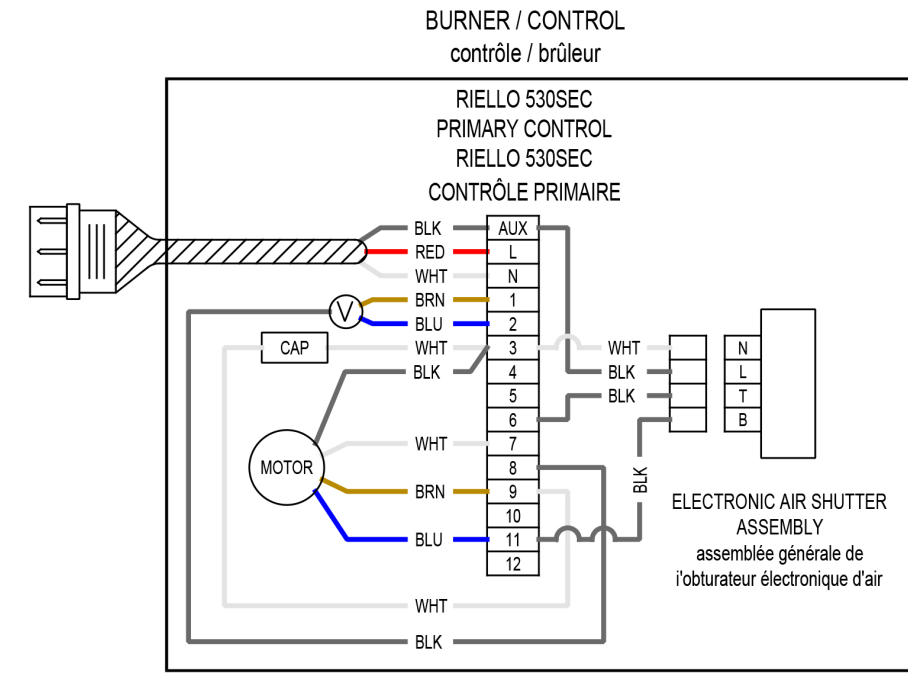 BURNER / CONTROL
contrôle / brûleur
RIELLO 530SEC
PRIMARY CONTROL
RIELLO 530SEC
CONTRÔLE PRIMAIRE
BLK AUX
RED L
WHT N
BRN 1
V
BLU 2
CAP WHT 3 WHT N
BLK 4 BLK L
5 BLK T
6 B
WHT 7
MOTOR 8 BLK
BRN 9
10
BLU 11
12
ELECTRONIC AIR SHUTTER
ASSEMBLY
assemblée générale de
i'obturateur électronique d'air
WHT
BLK